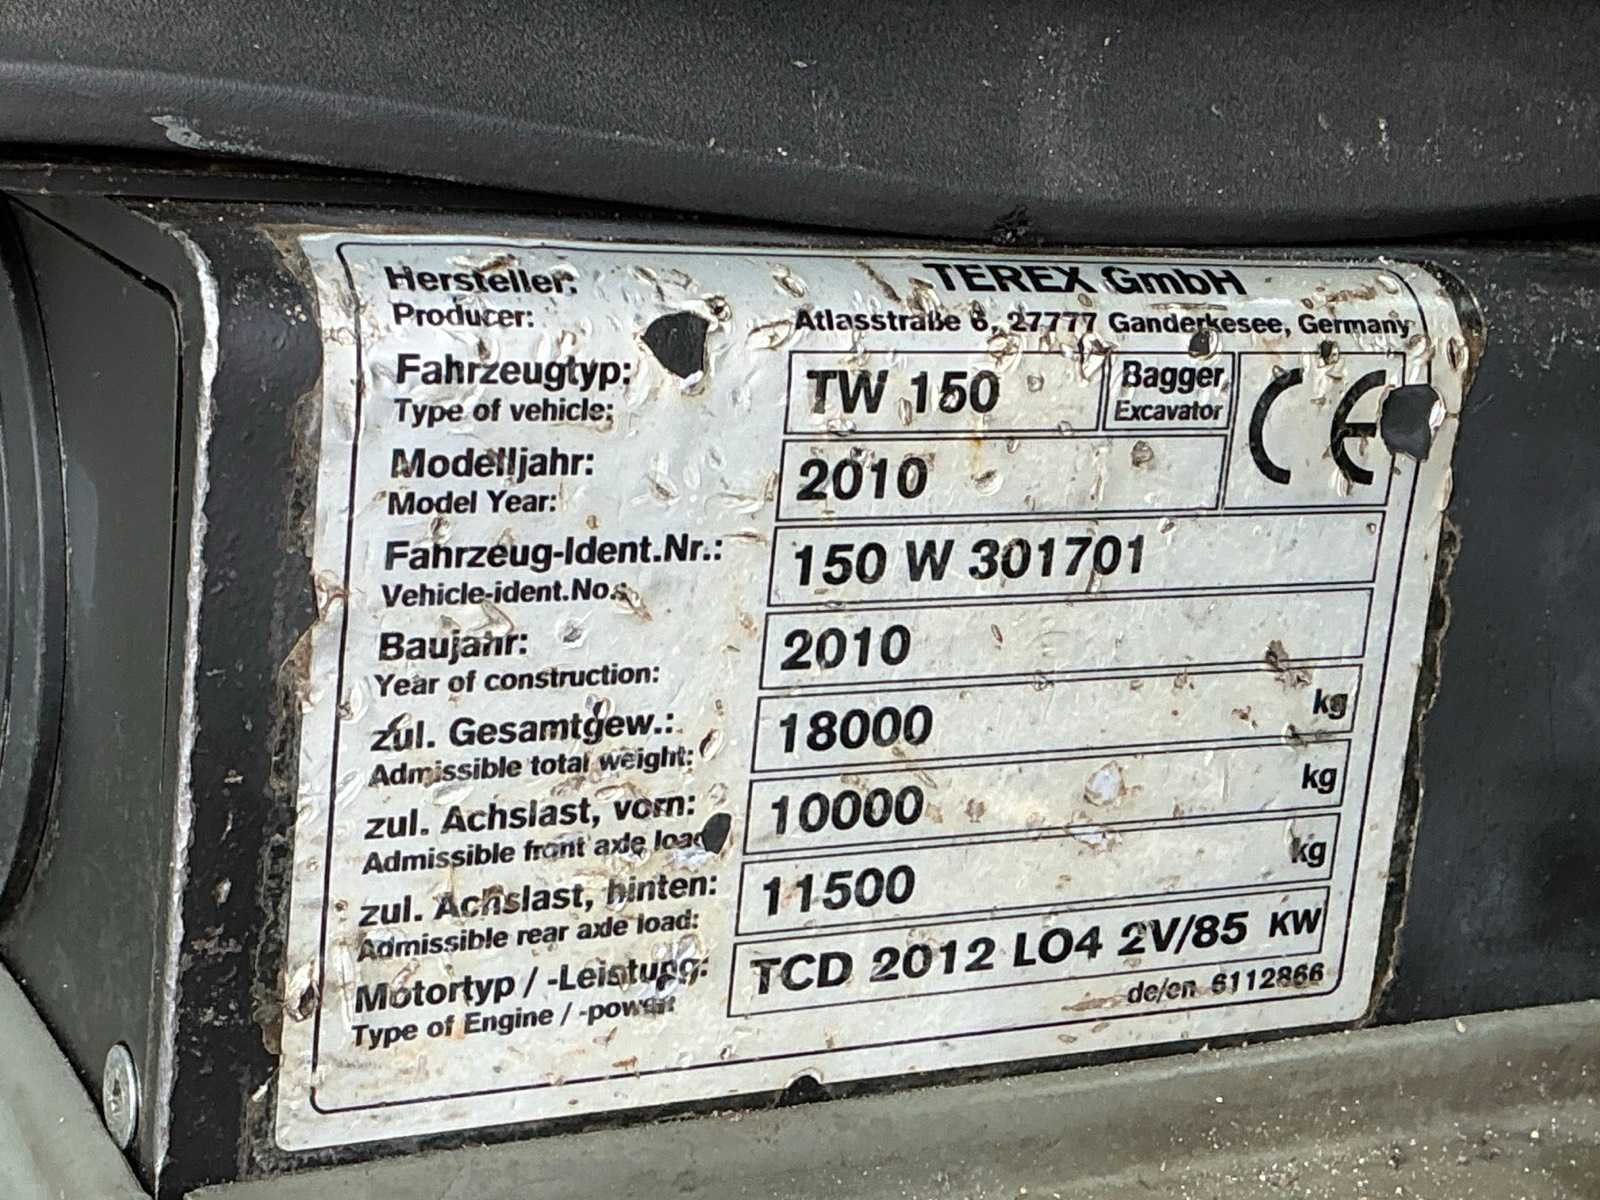 Hersteller: TEREX GmbH
Producer: Atlasstraße 6, 27777 Ganderkesee, Germany
Fahrzeugtyp: TW 150 Bagger CE
Type of vehicle: Excavator
Modelljahr: 2010
Model Year:
Fahrzeug-Ident.Nr.: 150 W 301701
Vehicle-ident.No.:
Baujahr: 2010
Year of construction:
zul. Gesamtgew.: 18000 kg
Admissible total weight:
zul. Achslast, vorn: 10000 kg
Admissible front axle load
zul. Achslast, hinten: 11500 kg
Admissible rear axle load:
Motortyp / -Leistung: TCD 2012 LO4 2V/85 KW
Type of Engine / -power:
de/en 6112866